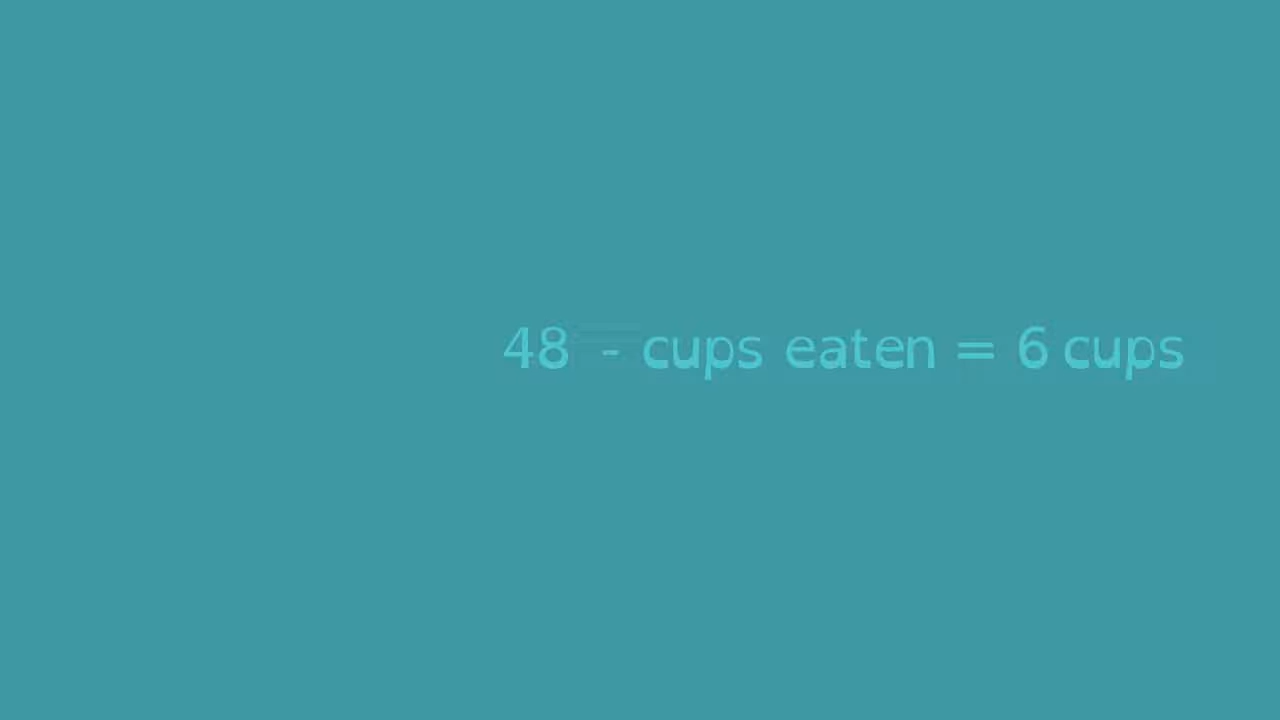 48 - cups eaten = 6 cups